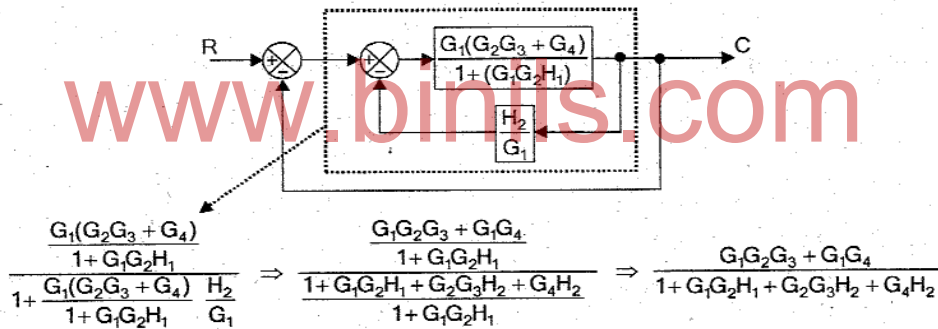 R + - + - G₁(G₂G₃ + G₄) / 1 + (G₁G₂H₁) C
H₂ / G₁
www.binils.com
G₁(G₂G₃ + G₄) / 1 + G₁G₂H₁ / 1 + G₁(G₂G₃ + G₄) / 1 + G₁G₂H₁ H₂ / G₁ ⇒ G₁G₂G₃ + G₁G₄ / 1 + G₁G₂H₁ / 1 + G₁G₂H₁ + G₂G₃H₂ + G₄H₂ / 1 + G₁G₂H₁ ⇒ G₁G₂G₃ + G₁G₄ / 1 + G₁G₂H₁ + G₂G₃H₂ + G₄H₂